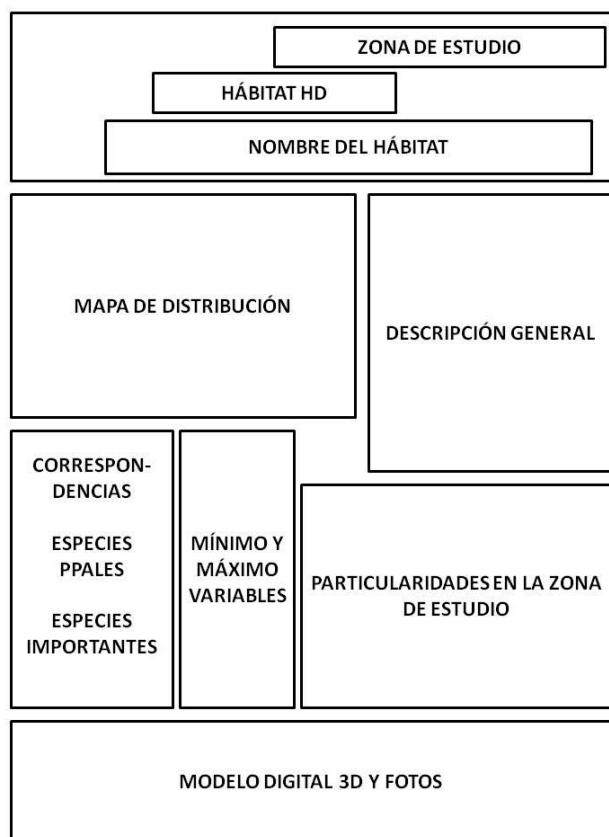 ZONA DE ESTUDIO
HÁBITAT HD
NOMBRE DEL HÁBITAT
MAPA DE DISTRIBUCIÓN
DESCRIPCIÓN GENERAL
CORRESPON-
DENCIAS
ESPECIES
PPALES
ESPECIES
IMPORTANTES
MÍNIMO Y
MÁXIMO
VARIABLES
PARTICULARIDADES EN LA ZONA
DE ESTUDIO
MODELO DIGITAL 3D Y FOTOS